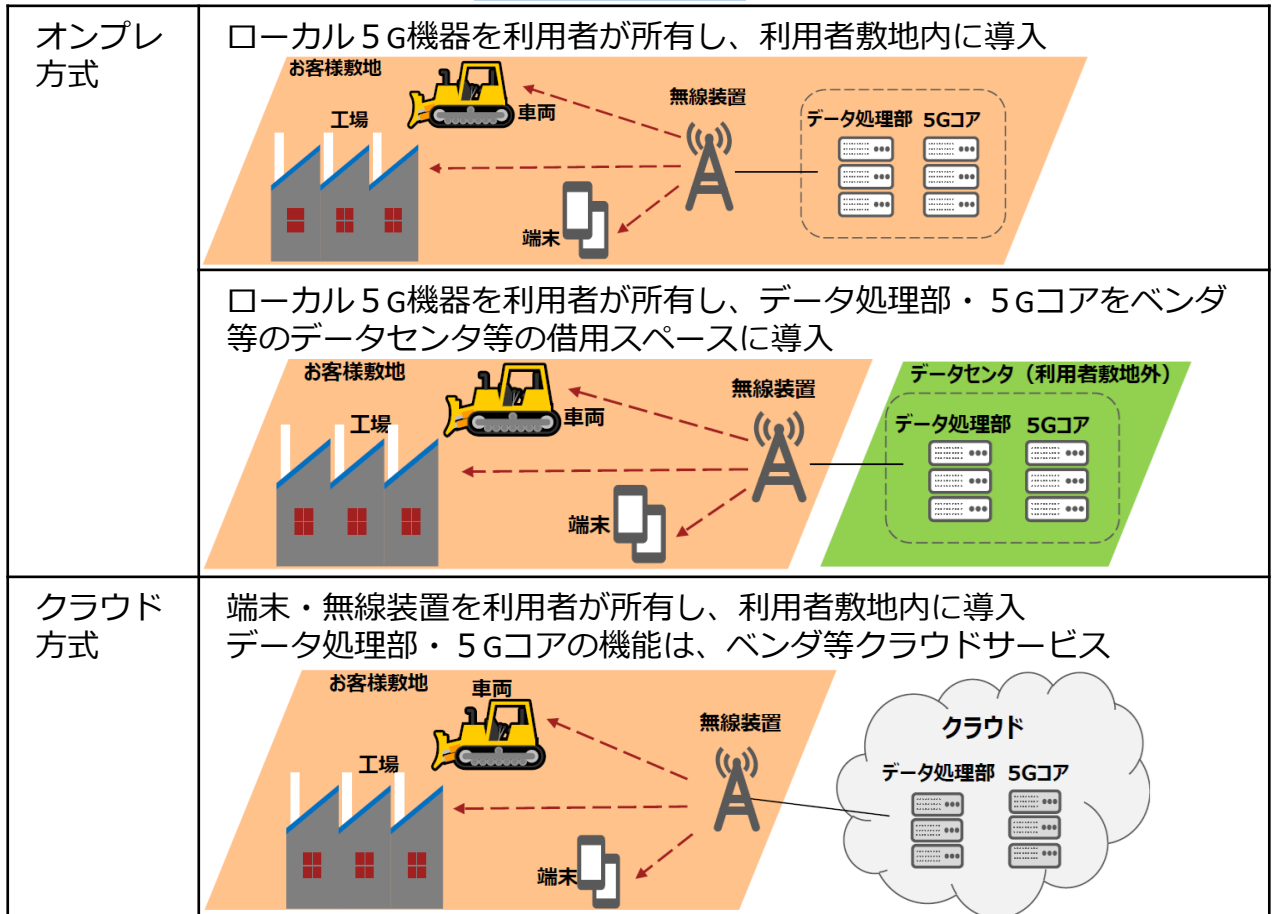 オンプレ
方式
ローカル５G機器を利用者が所有し、利用者敷地内に導入
お客様敷地
工場
車両
無線装置
端末
データ処理部 5Gコア
ローカル５G機器を利用者が所有し、データ処理部・５Gコアをベンダ
等のデータセンタ等の借用スペースに導入
お客様敷地
工場
車両
無線装置
端末
データセンタ（利用者敷地外）
データ処理部 5Gコア
クラウド
方式
端末・無線装置を利用者が所有し、利用者敷地内に導入
データ処理部・５Gコアの機能は、ベンダ等クラウドサービス
お客様敷地
車両
工場
無線装置
端末
クラウド
データ処理部 5Gコア